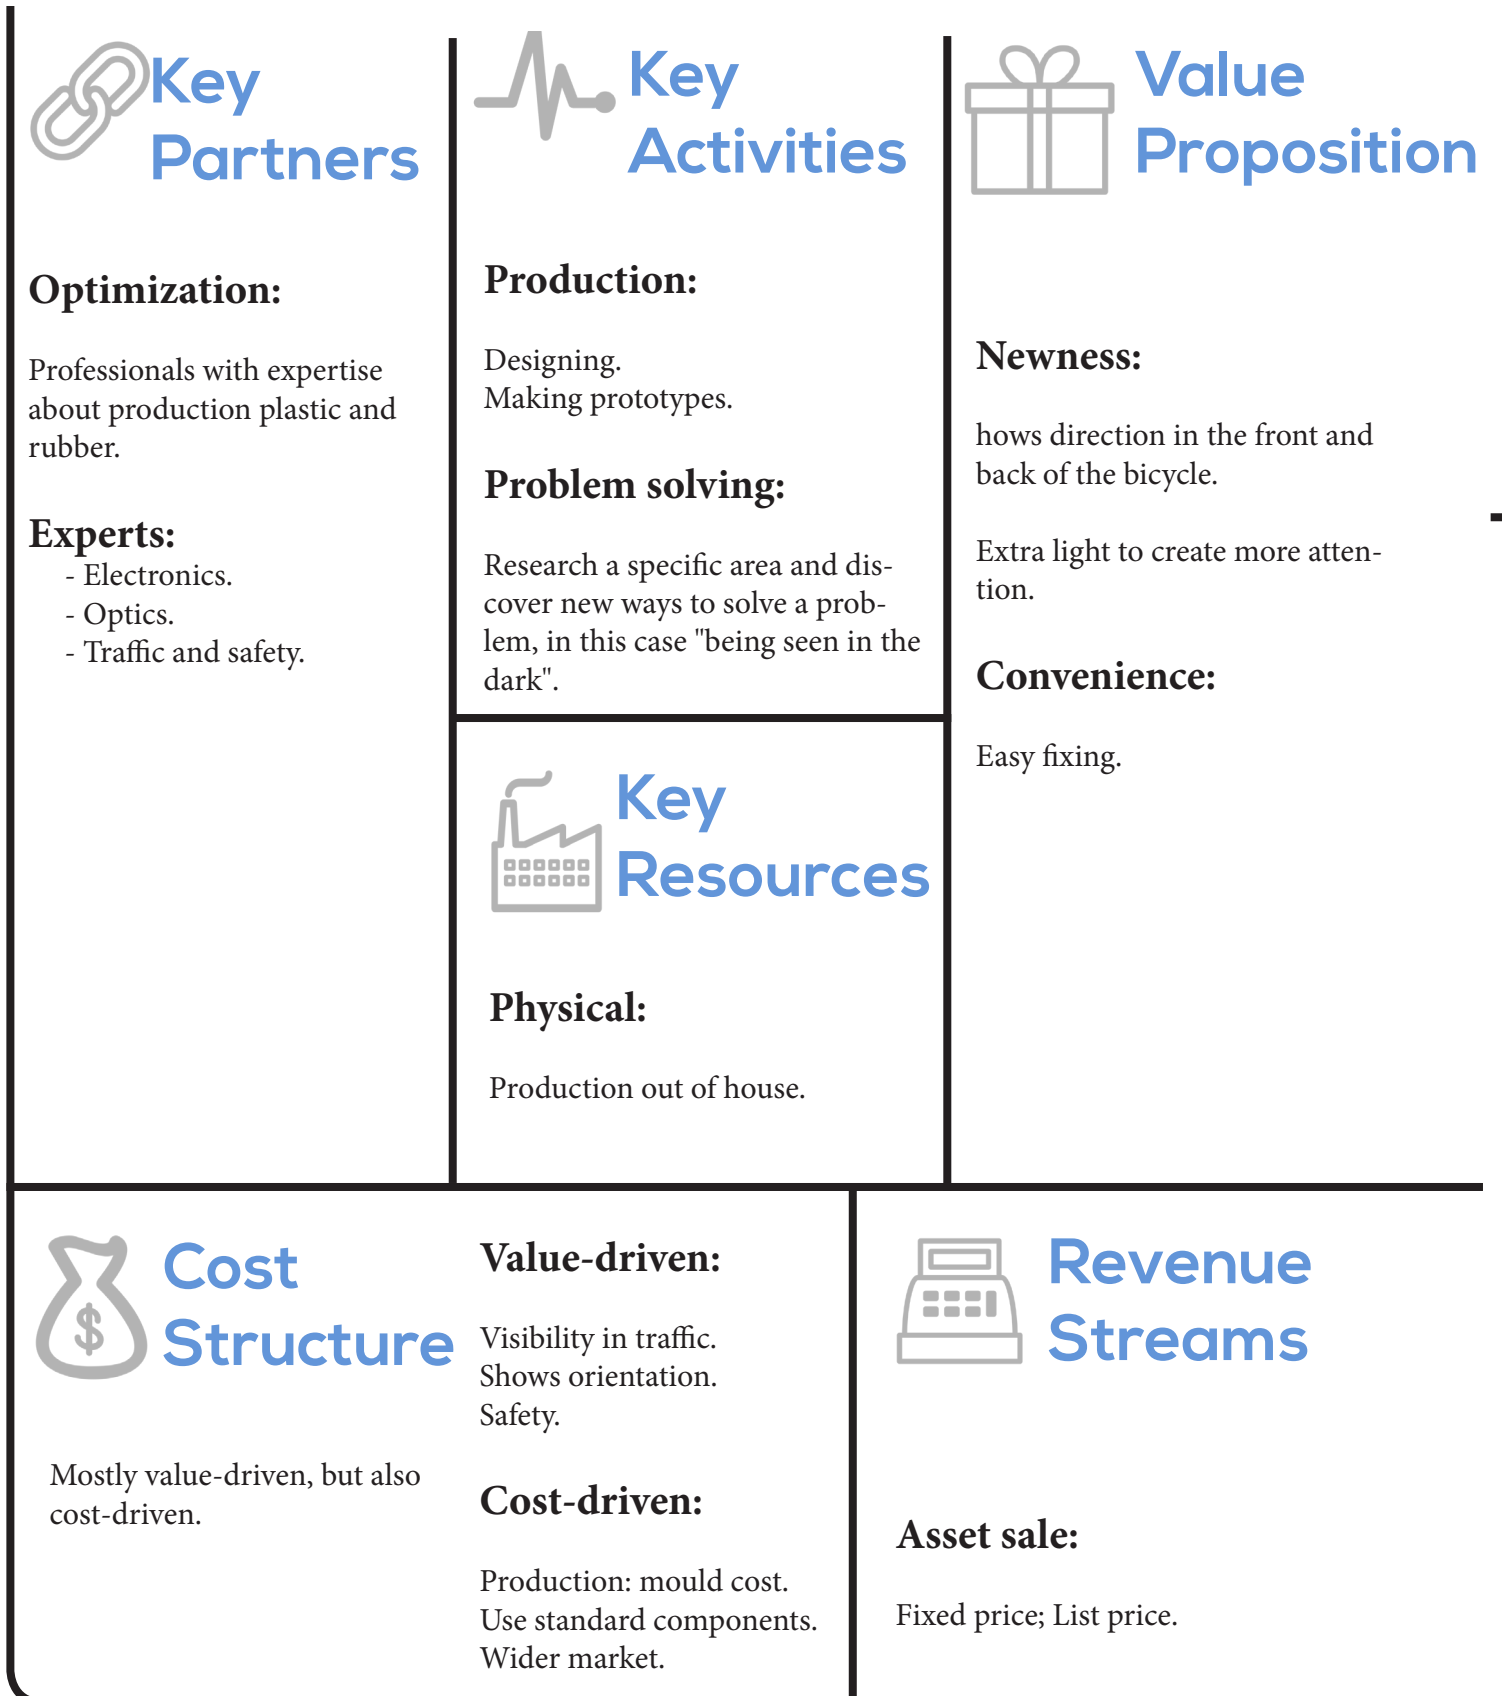 Key
Partners
Optimization:
Professionals with expertise
about production plastic and
rubber.
Experts:
- Electronics.
- Optics.
- Traffic and safety.
Key
Activities
Production:
Designing.
Making prototypes.
Problem solving:
Research a specific area and dis-
cover new ways to solve a prob-
lem, in this case "being seen in the
dark".
Key
Resources
Physical:
Production out of house.
Value
Proposition
Newness:
hows direction in the front and
back of the bicycle.
Extra light to create more atten-
tion.
Convenience:
Easy fixing.
$
Cost
Structure
Mostly value-driven, but also
cost-driven.
Value-driven:
Visibility in traffic.
Shows orientation.
Safety.
Cost-driven:
Production: mould cost.
Use standard components.
Wider market.
Revenue
Streams
Asset sale:
Fixed price; List price.